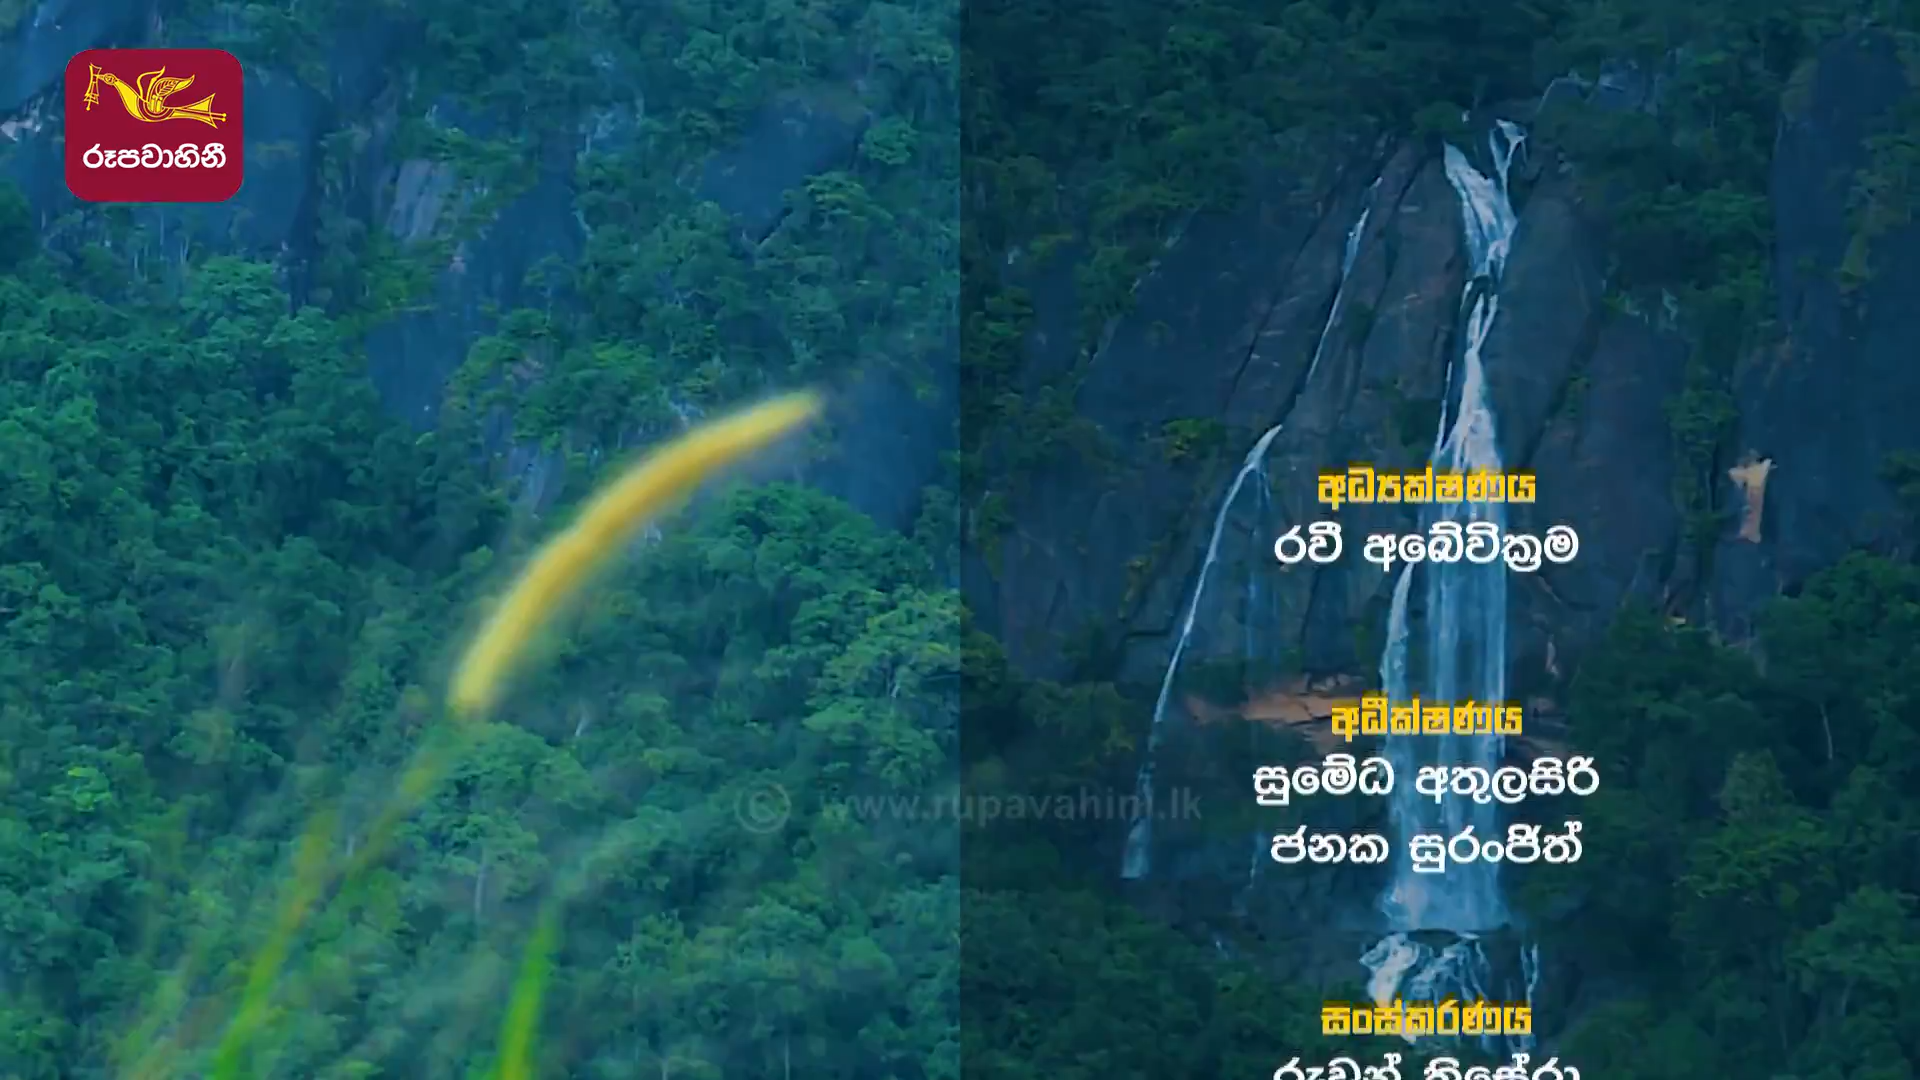 රූපවාහිනී
අධ්‍යක්ෂණය
රවී අබේවික්‍රම
අධීක්ෂණය
සුමේධ අතුලසිරි
ජනක සුරංජිත්
© www.rupavahini.lk
සංස්කරණය